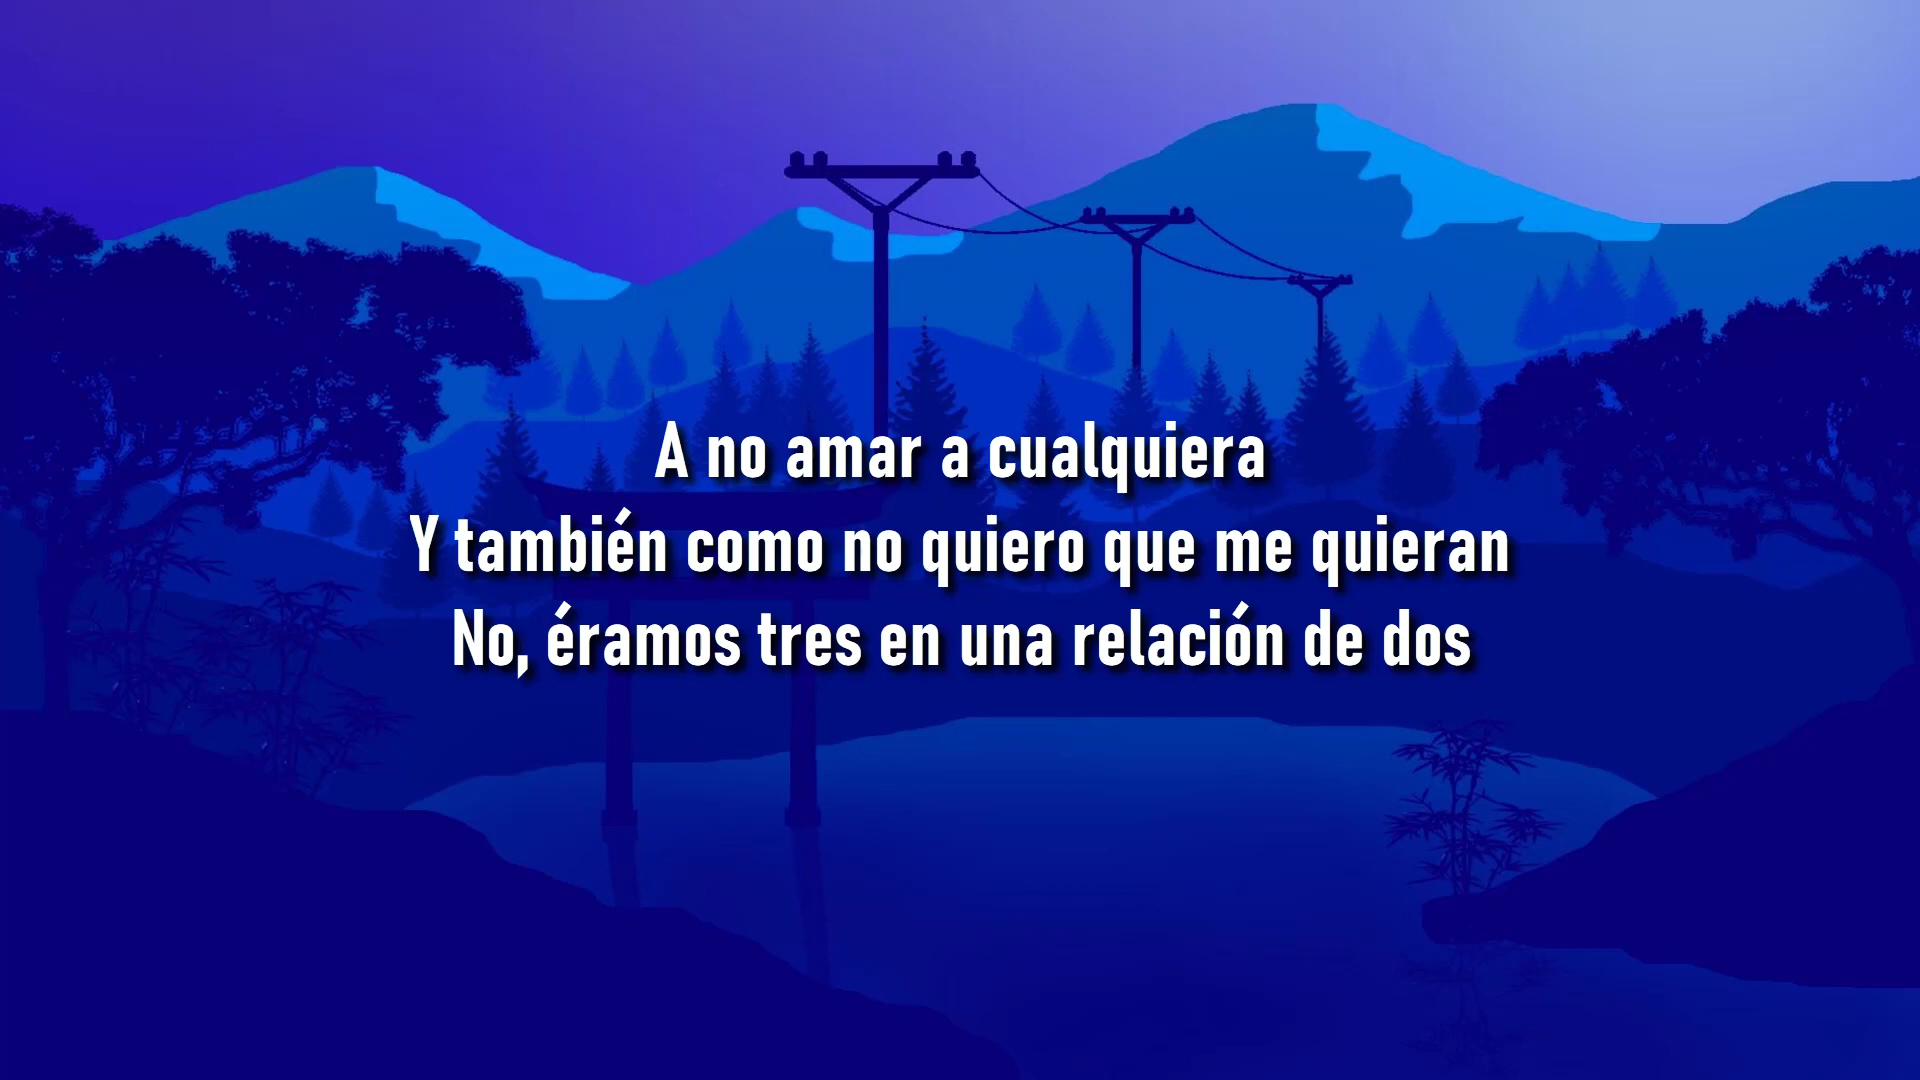 A no amar a cualquiera
Y también como no quiero que me quieran
No, éramos tres en una relación de dos